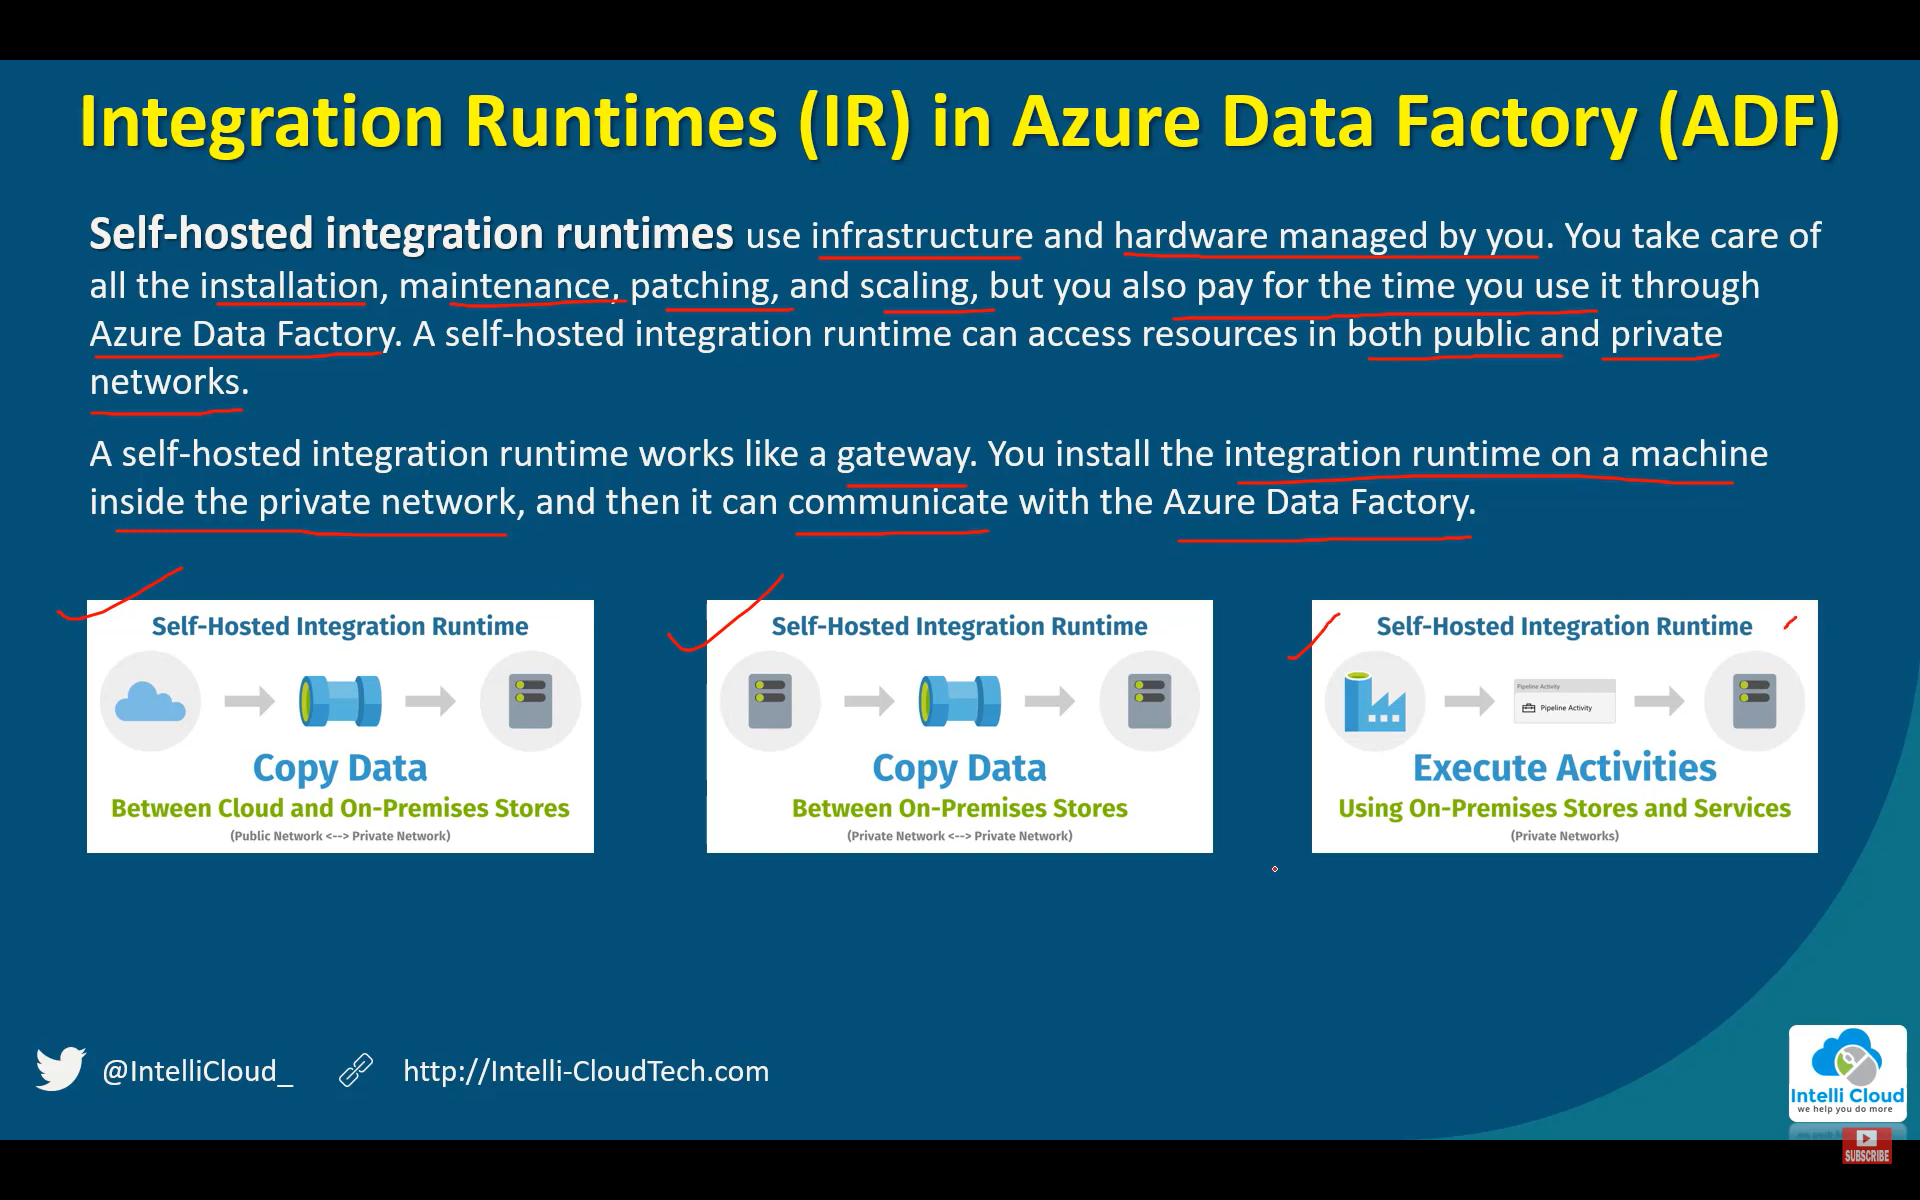 Integration Runtimes (IR) in Azure Data Factory (ADF)
Self-hosted integration runtimes use infrastructure and hardware managed by you. You take care of
all the installation, maintenance, patching, and scaling, but you also pay for the time you use it through
Azure Data Factory. A self-hosted integration runtime can access resources in both public and private
networks.
A self-hosted integration runtime works like a gateway. You install the integration runtime on a machine
inside the private network, and then it can communicate with the Azure Data Factory.
Self-Hosted Integration Runtime
Copy Data
Between Cloud and On-Premises Stores
(Public Network <--> Private Network)
Self-Hosted Integration Runtime
Copy Data
Between On-Premises Stores
(Private Network <--> Private Network)
Self-Hosted Integration Runtime
Pipeline Activity
Pipeline Activity
Execute Activities
Using On-Premises Stores and Services
(Private Networks)
@IntelliCloud_
http://Intelli-CloudTech.com
Intelli Cloud
we help you do more
SUBSCRIBE